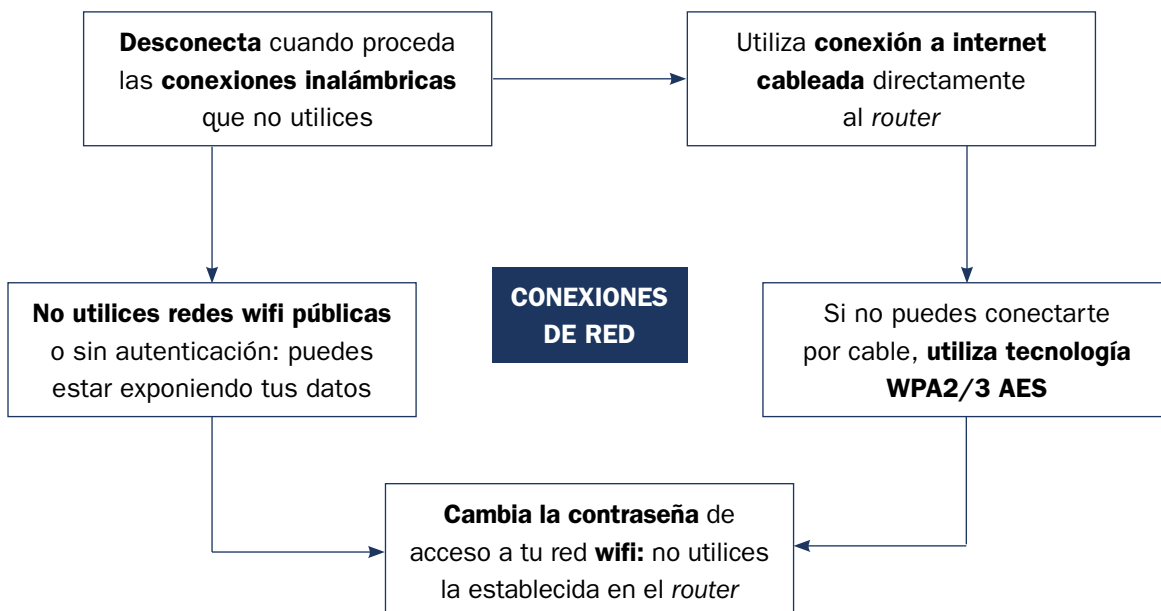 Desconecta cuando proceda
las conexiones inalámbricas
que no utilices
Utiliza conexión a internet
cableada directamente
al router
No utilices redes wifi públicas
o sin autenticación: puedes
estar exponiendo tus datos
CONEXIONES
DE RED
Si no puedes conectarte
por cable, utiliza tecnología
WPA2/3 AES
Cambia la contraseña de
acceso a tu red wifi: no utilices
la establecida en el router